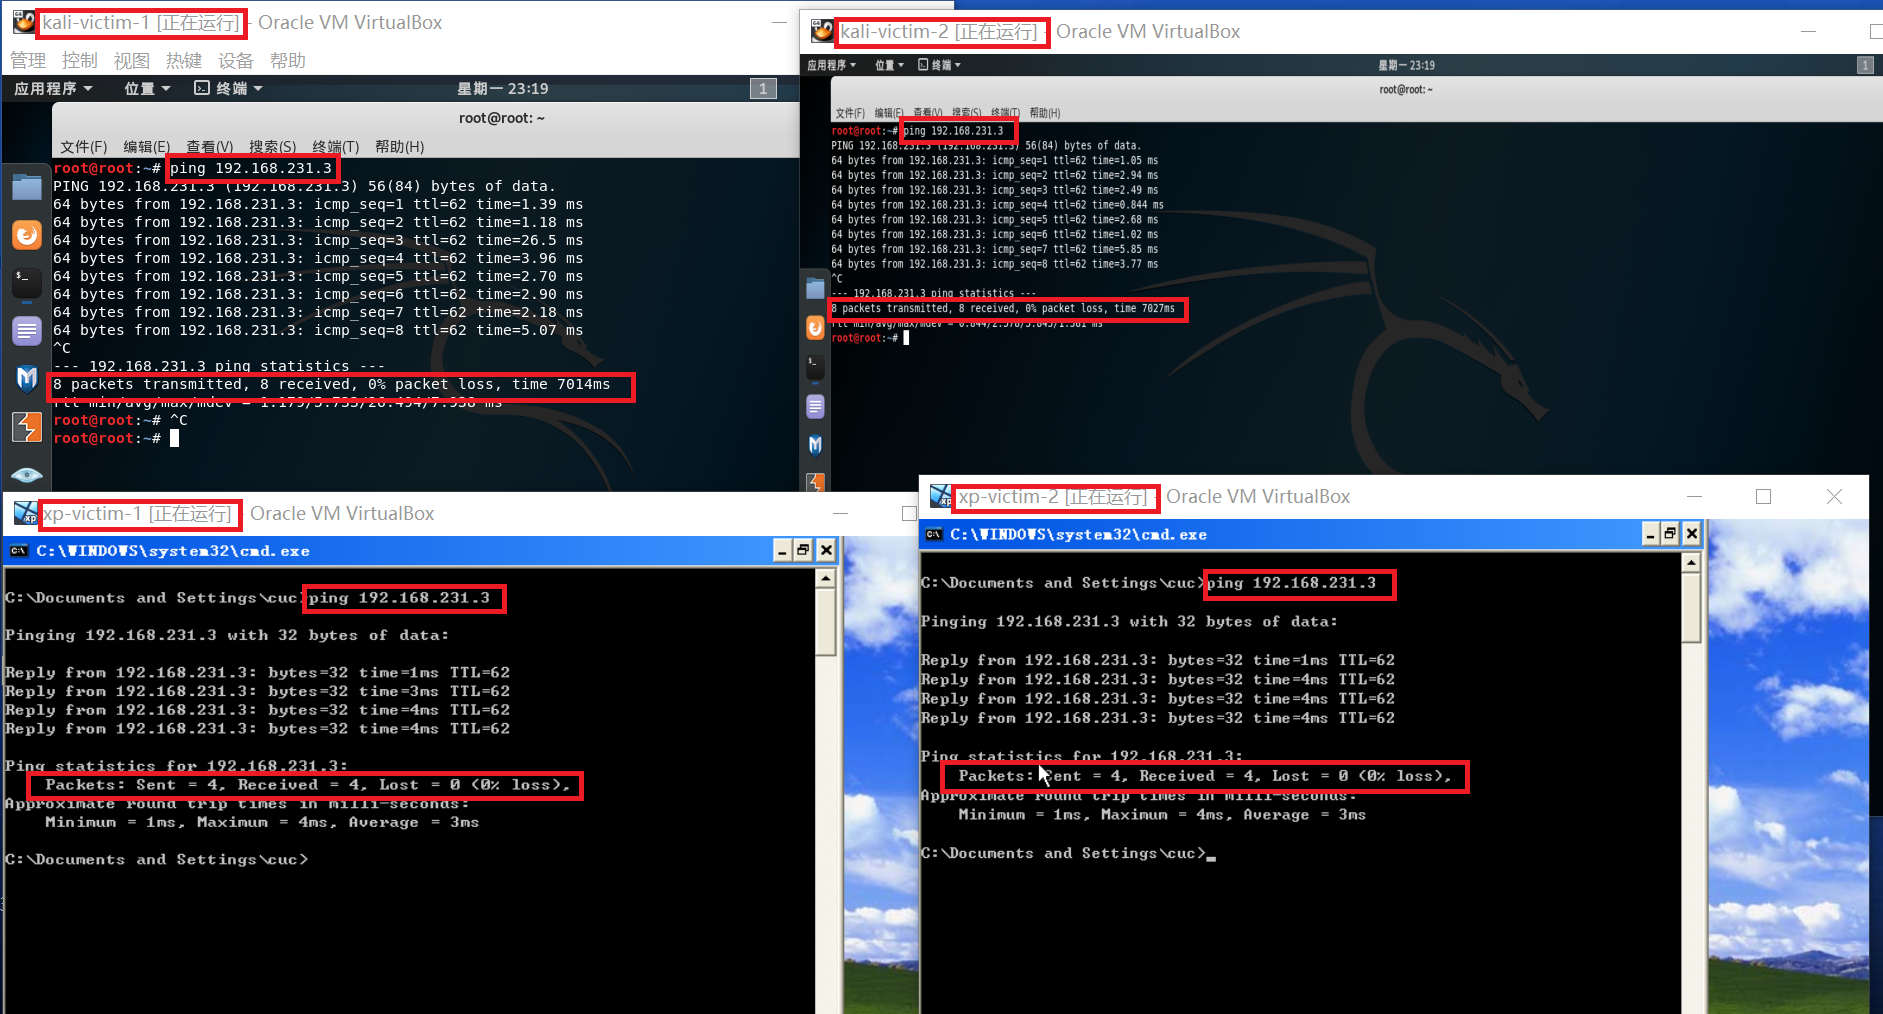 kali-victim-1 [正在运行] - Oracle VM VirtualBox
管理 控制 视图 热键 设备 帮助
应用程序 位置 终端 星期一 23:19 1
root@root: ~
文件(F) 编辑(E) 查看(V) 搜索(S) 终端(T) 帮助(H)
root@root:~# ping 192.168.231.3
PING 192.168.231.3 (192.168.231.3) 56(84) bytes of data.
64 bytes from 192.168.231.3: icmp_seq=1 ttl=62 time=1.39 ms
64 bytes from 192.168.231.3: icmp_seq=2 ttl=62 time=1.18 ms
64 bytes from 192.168.231.3: icmp_seq=3 ttl=62 time=26.5 ms
64 bytes from 192.168.231.3: icmp_seq=4 ttl=62 time=3.96 ms
64 bytes from 192.168.231.3: icmp_seq=5 ttl=62 time=2.70 ms
64 bytes from 192.168.231.3: icmp_seq=6 ttl=62 time=2.90 ms
64 bytes from 192.168.231.3: icmp_seq=7 ttl=62 time=2.18 ms
64 bytes from 192.168.231.3: icmp_seq=8 ttl=62 time=5.07 ms
^C
--- 192.168.231.3 ping statistics ---
8 packets transmitted, 8 received, 0% packet loss, time 7014ms
rtt min/avg/max/mdev = 1.179/5.733/26.494/7.938 ms
root@root:~# ^C
root@root:~#
kali-victim-2 [正在运行] - Oracle VM VirtualBox
应用程序 位置 终端 星期一 23:19 1
root@root: ~
文件(F) 编辑(E) 查看(V) 搜索(S) 终端(T) 帮助(H)
root@root:~# ping 192.168.231.3
PING 192.168.231.3 (192.168.231.3) 56(84) bytes of data.
64 bytes from 192.168.231.3: icmp_seq=1 ttl=62 time=1.05 ms
64 bytes from 192.168.231.3: icmp_seq=2 ttl=62 time=2.94 ms
64 bytes from 192.168.231.3: icmp_seq=3 ttl=62 time=2.49 ms
64 bytes from 192.168.231.3: icmp_seq=4 ttl=62 time=0.844 ms
64 bytes from 192.168.231.3: icmp_seq=5 ttl=62 time=2.68 ms
64 bytes from 192.168.231.3: icmp_seq=6 ttl=62 time=1.02 ms
64 bytes from 192.168.231.3: icmp_seq=7 ttl=62 time=5.85 ms
64 bytes from 192.168.231.3: icmp_seq=8 ttl=62 time=3.77 ms
^C
--- 192.168.231.3 ping statistics ---
8 packets transmitted, 8 received, 0% packet loss, time 7027ms
rtt min/avg/max/mdev = ms
root@root:~#
xp-victim-1 [正在运行] - Oracle VM VirtualBox
C:\WINDOWS\system32\cmd.exe
C:\Documents and Settings\cuc>ping 192.168.231.3
Pinging 192.168.231.3 with 32 bytes of data:
Reply from 192.168.231.3: bytes=32 time=1ms TTL=62
Reply from 192.168.231.3: bytes=32 time=3ms TTL=62
Reply from 192.168.231.3: bytes=32 time=4ms TTL=62
Reply from 192.168.231.3: bytes=32 time=4ms TTL=62
Ping statistics for 192.168.231.3:
Packets: Sent = 4, Received = 4, Lost = 0 (0% loss),
Approximate round trip times in milli-seconds:
Minimum = 1ms, Maximum = 4ms, Average = 3ms
C:\Documents and Settings\cuc>
xp-victim-2 [正在运行] - Oracle VM VirtualBox
C:\WINDOWS\system32\cmd.exe
C:\Documents and Settings\cuc>ping 192.168.231.3
Pinging 192.168.231.3 with 32 bytes of data:
Reply from 192.168.231.3: bytes=32 time=1ms TTL=62
Reply from 192.168.231.3: bytes=32 time=4ms TTL=62
Reply from 192.168.231.3: bytes=32 time=4ms TTL=62
Reply from 192.168.231.3: bytes=32 time=4ms TTL=62
Ping statistics for 192.168.231.3:
Packets: Sent = 4, Received = 4, Lost = 0 (0% loss),
Approximate round trip times in milli-seconds:
Minimum = 1ms, Maximum = 4ms, Average = 3ms
C:\Documents and Settings\cuc>_